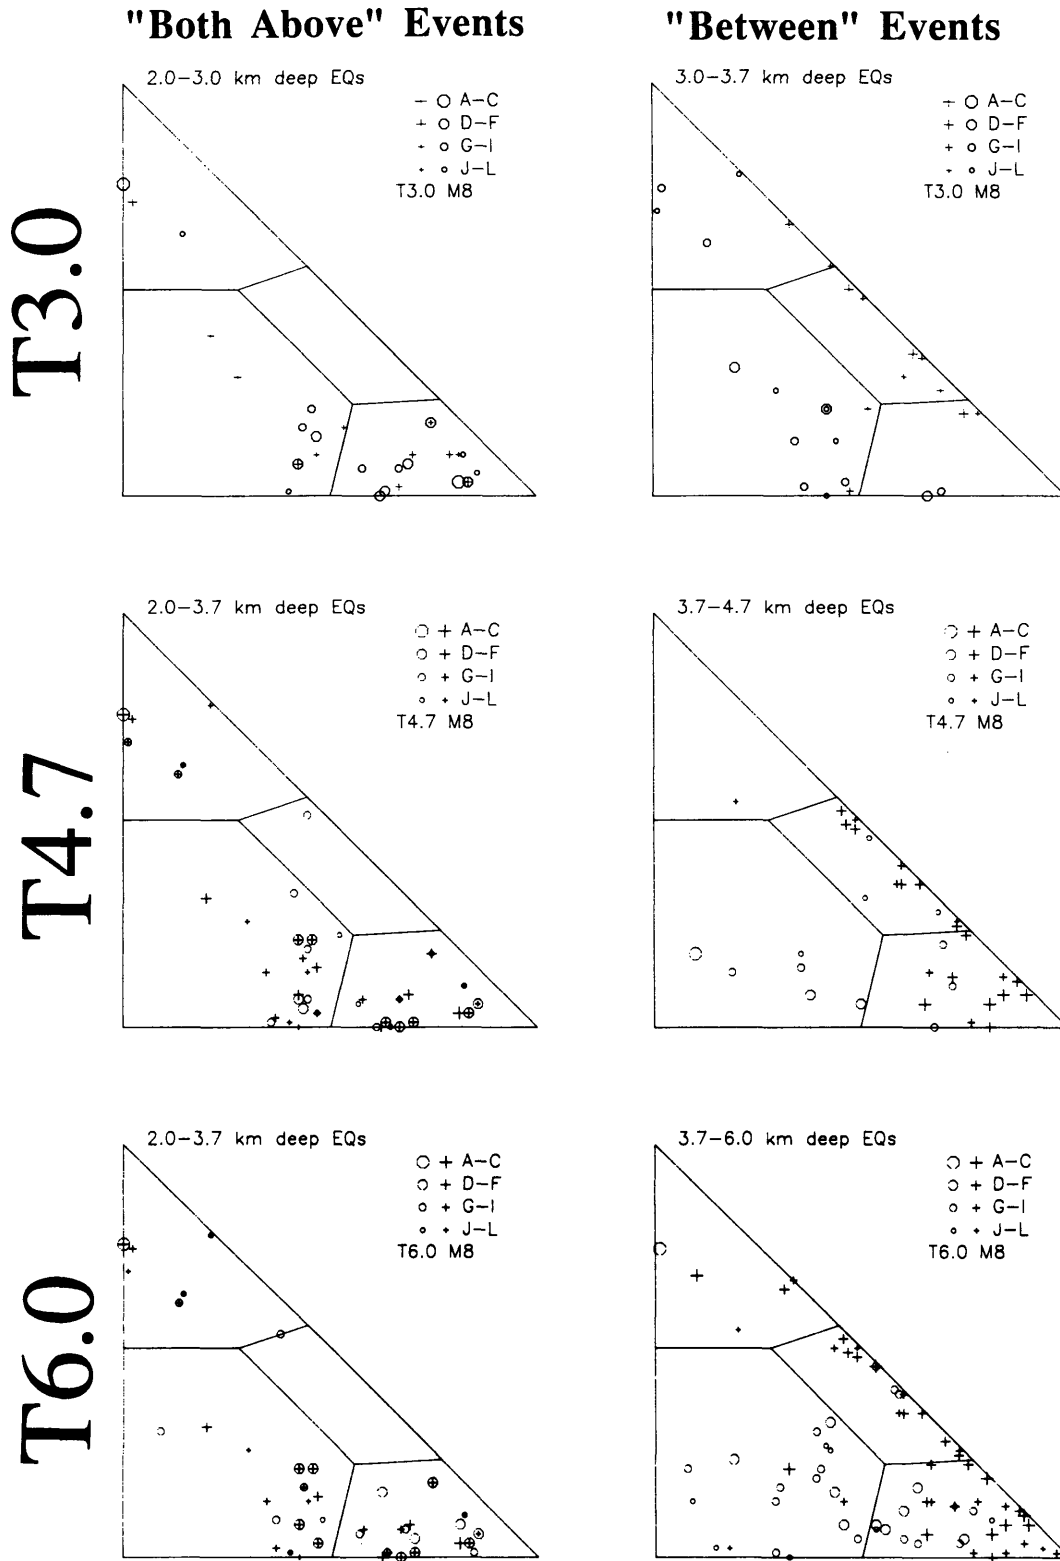 "Both Above" Events
"Between" Events
T3.0
2.0-3.0 km deep EQs
A-C
D-F
G-I
J-L
T3.0 M8
3.0-3.7 km deep EQs
A-C
D-F
G-I
J-L
T3.0 M8
T4.7
2.0-3.7 km deep EQs
A-C
D-F
G-I
J-L
T4.7 M8
3.7-4.7 km deep EQs
A-C
D-F
G-I
J-L
T4.7 M8
T6.0
2.0-3.7 km deep EQs
A-C
D-F
G-I
J-L
T6.0 M8
3.7-6.0 km deep EQs
A-C
D-F
G-I
J-L
T6.0 M8